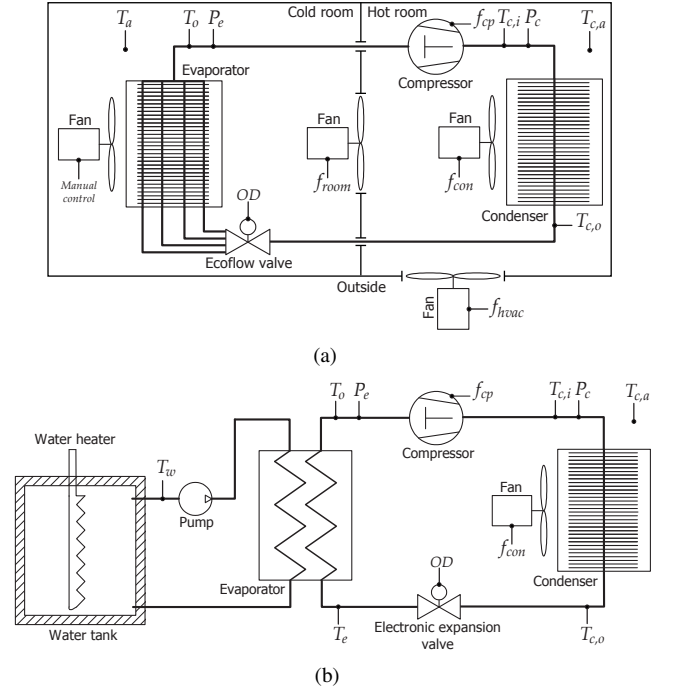 Cold room
Hot room
T_a
T_o
P_e
f_cp
T_c,i
P_c
T_c,a
Evaporator
Compressor
Fan
Fan
Fan
Manual
control
f_room
f_con
OD
Condenser
T_c,o
Ecoflow valve
Outside
Fan
f_hvac
(a)
T_o
P_e
f_cp
T_c,i
P_c
T_c,a
Water heater
Compressor
T_w
Fan
Pump
f_con
OD
Evaporator
Condenser
Water tank
T_e
Electronic expansion
valve
T_c,o
(b)